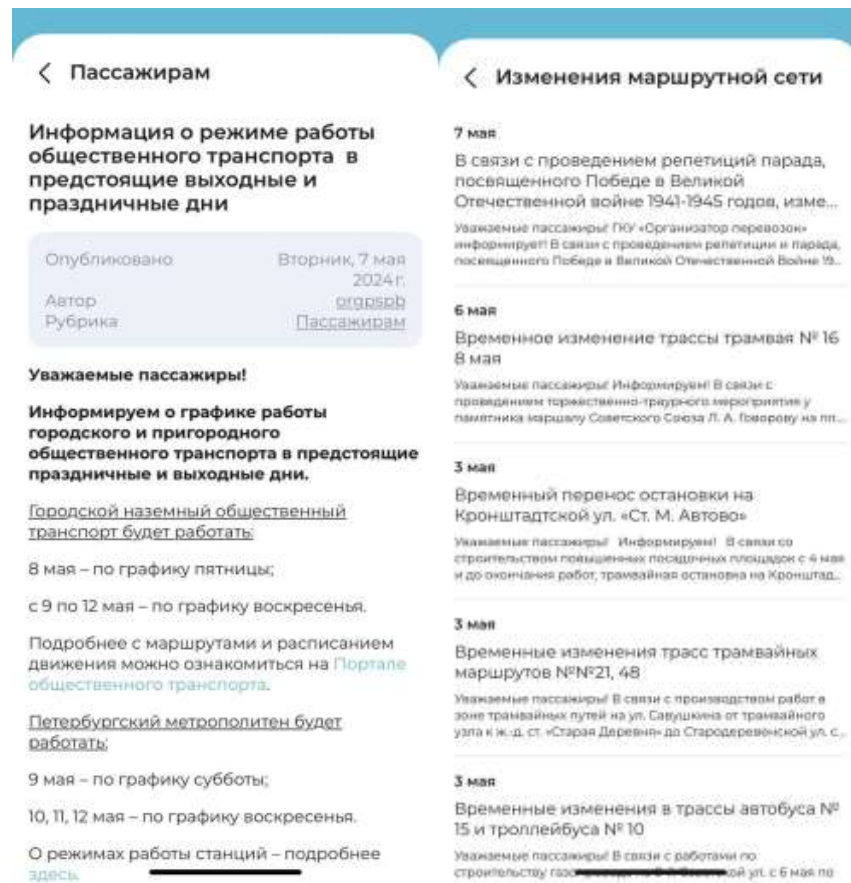 Пассажирам
Информация о режиме работы
общественного транспорта в
предстоящие выходные и
праздничные дни
Опубликовано
Вторник, 7 мая
2024 г.
Автор
orgpspb
Рубрика
Пассажирам
Уважаемые пассажиры!
Информируем о графике работы
городского и пригородного
общественного транспорта в предстоящие
праздничные и выходные дни.
Городской наземный общественный
транспорт будет работать:
8 мая – по графику пятницы;
с 9 по 12 мая – по графику воскресенья.
Подробнее с маршрутами и расписанием
движения можно ознакомиться на Портале
общественного транспорта.
Петербургский метрополитен будет
работать:
9 мая – по графику субботы;
10, 11, 12 мая – по графику воскресенья.
О режимах работы станций – подробнее
здесь.
Изменения маршрутной сети
7 мая
В связи с проведением репетиций парада,
посвященного Победе в Великой
Отечественной войне 1941-1945 годов, изме...
Уважаемые пассажиры! ГКУ «Организатор перевозок»
информирует! В связи с проведением репетиции и парада,
посвященного Победе в Великой Отечественной Войне 19...
6 мая
Временное изменение трассы трамвая № 16
8 мая
Уважаемые пассажиры! Информируем! В связи с
проведением торжественно-траурного мероприятия у
памятника маршалу Советского Союза Л. А. Говорову на пл...
3 мая
Временный перенос остановки на
Кронштадтской ул. «Ст. М. Автово»
Уважаемые пассажиры! Информируем! В связи со
строительством повышенных посадочных площадок с 4 мая
и до окончания работ, трамвайная остановка на Кронштад...
3 мая
Временные изменения трасс трамвайных
маршрутов №№21, 48
Уважаемые пассажиры! В связи с производством работ в
зоне трамвайных путей на ул. Савушкина от трамвайного
узла к ж.-д. ст. «Старая Деревня» до Стародеревенской ул. с...
3 мая
Временные изменения в трассы автобуса №
15 и троллейбуса № 10
Уважаемые пассажиры! В связи с работами по
строительству ул. с 6 мая по